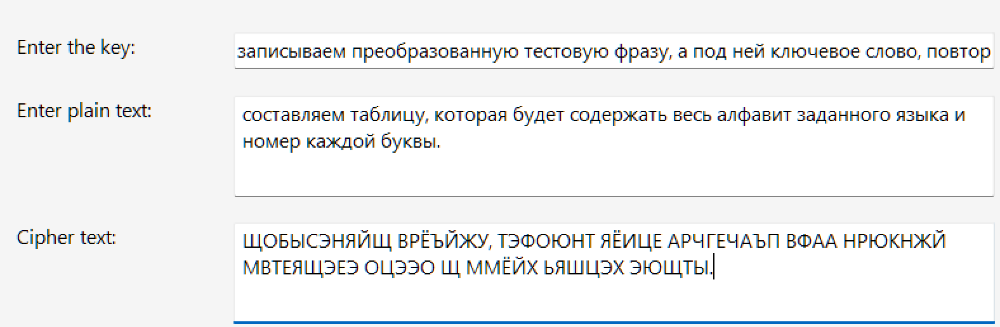 Enter the key:
записываем преобразованную тестовую фразу, а под ней ключевое слово, повтор
Enter plain text:
составляем таблицу, которая будет содержать весь алфавит заданного языка и
номер каждой буквы.
Cipher text:
ЩОБЫСЭНЯЙЩ ВРЁЪЙЖУ, ТЭФОЮНТ ЯЁИЦЕ АРЧГЕЧАЪП ВФАА НРЮКНЖЙ
МВТЕЯЩЭЕЭ ОЦЭЭО Щ ММЁЙХ ЬЯШЦЭХ ЭЮЩТЫ.